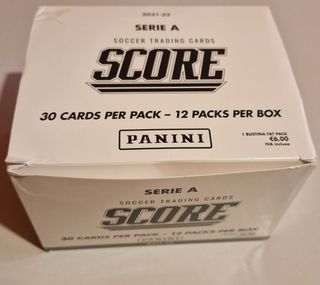 2021-22
SERIE A
SOCCER TRADING CARDS
SCORE
30 CARDS PER PACK – 12 PACKS PER BOX
PANINI
1 BUSTINA FAT PACK
€6,00
IVA inclusa
SERIE A
SOCCER TRADING CARDS
SCORE
30 CARDS PER PACK – 12 PACKS PER BOX
PANINI